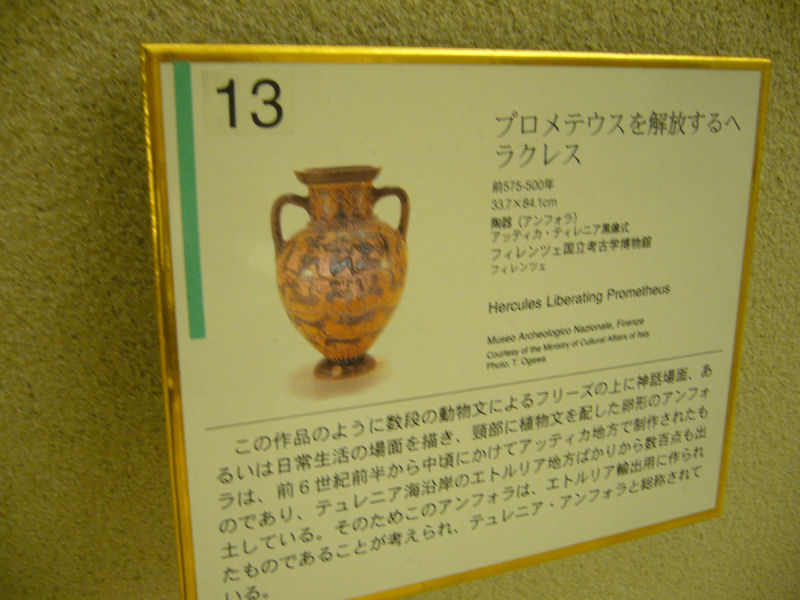 13
プロメテウスを解放するヘ
ラクレス
前575-500年
33.7×84.1cm
陶器（アンフォラ）
アッティカ・ティレニア黒像式
フィレンツェ国立考古学博物館
フィレンツェ
Hercules Liberating Prometheus
Museo Archeologico Nazionale, Firenze
Courtesy of the Ministry of Cultural Affairs of Italy
Photo: T. Ogawa
この作品のように数段の動物文によるフリーズの上に神話場面、あ
るいは日常生活の場面を描き、頸部に植物文を配した卵形のアンフォ
ラは、前6世紀前半から中頃にかけてアッティカ地方で制作されたも
のであり、テュレニア海沿岸のエトルリア地方ばかりから数百点も出
土している。そのためこのアンフォラは、エトルリア輸出用に作られ
たものであることが考えられ、テュレニア・アンフォラと総称されて
いる。